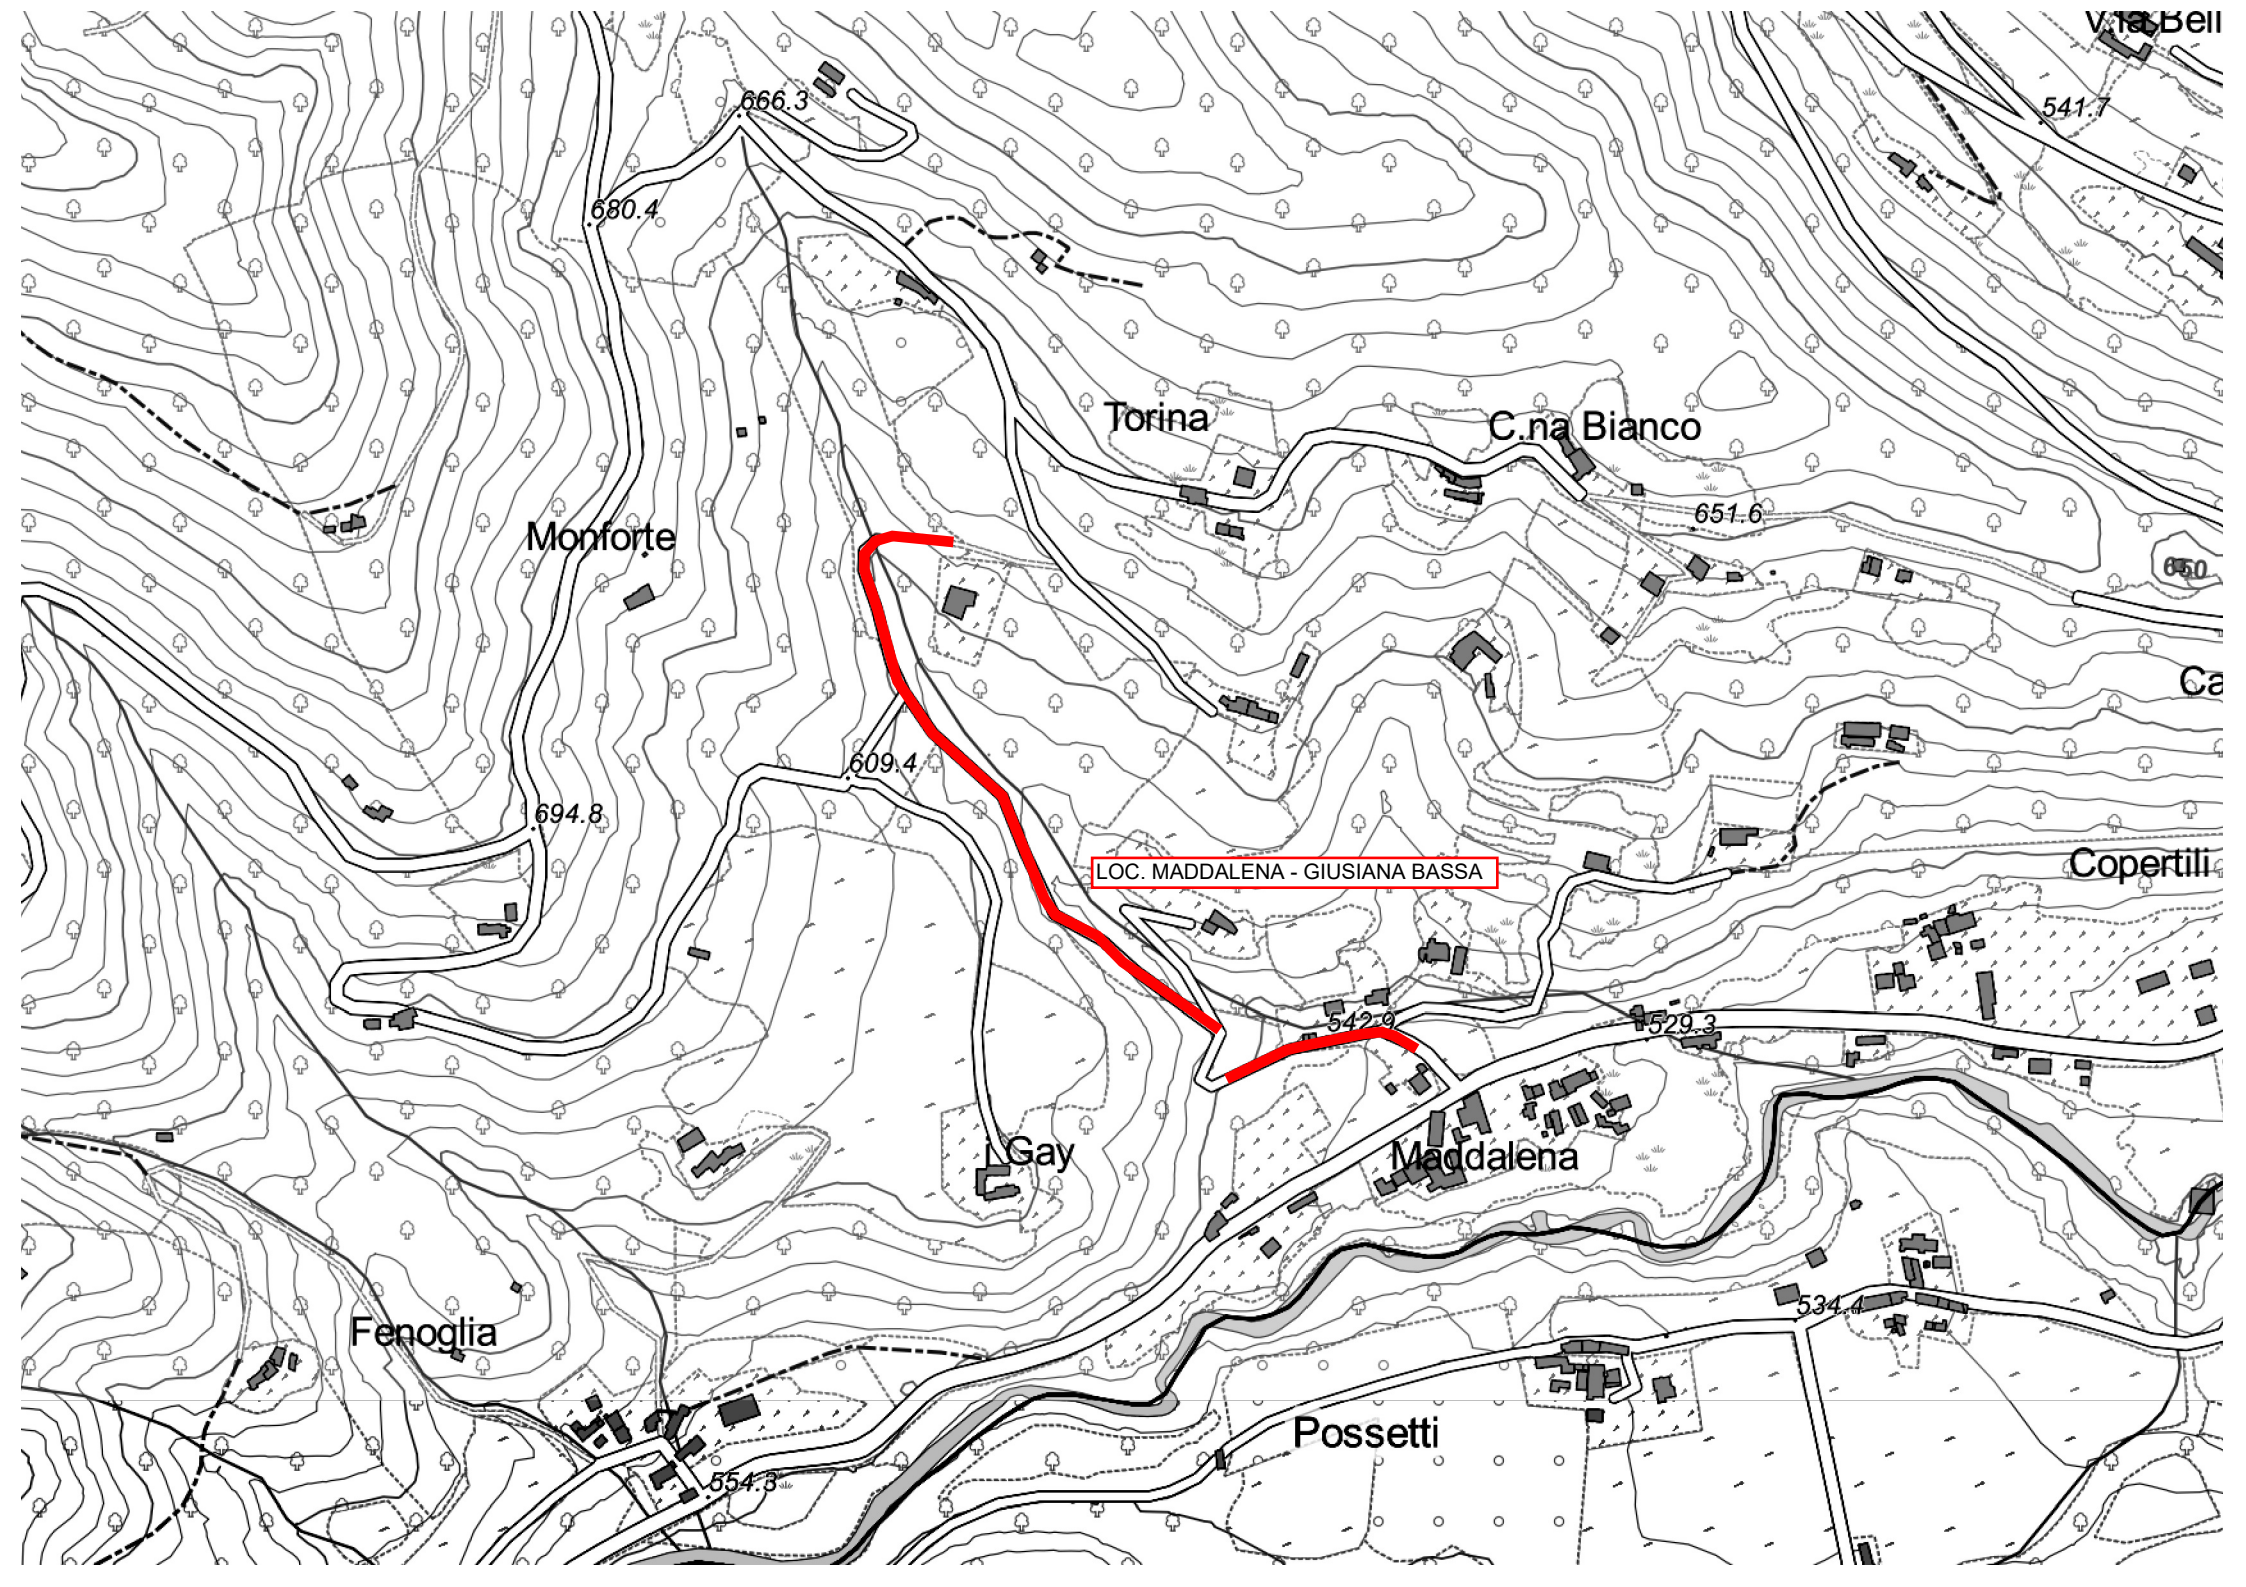 V.la Bell
666.3
541.7
680.4
Torina
C.na Bianco
651.6
Monforte
650
Ca
609.4
694.8
LOC. MADDALENA - GIUSIANA BASSA
Copertili
542.9
529.3
i Gay
Maddalena
534.4
Fenoglia
Possetti
554.3